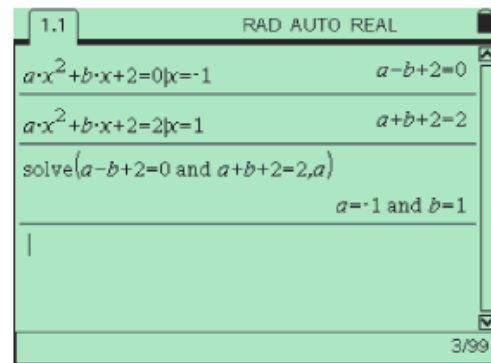 1.1 RAD AUTO REAL
a·x²+b·x+2=0|x=-1 a−b+2=0
a·x²+b·x+2=2|x=1 a+b+2=2
solve(a−b+2=0 and a+b+2=2,a)
a=-1 and b=1
3/99